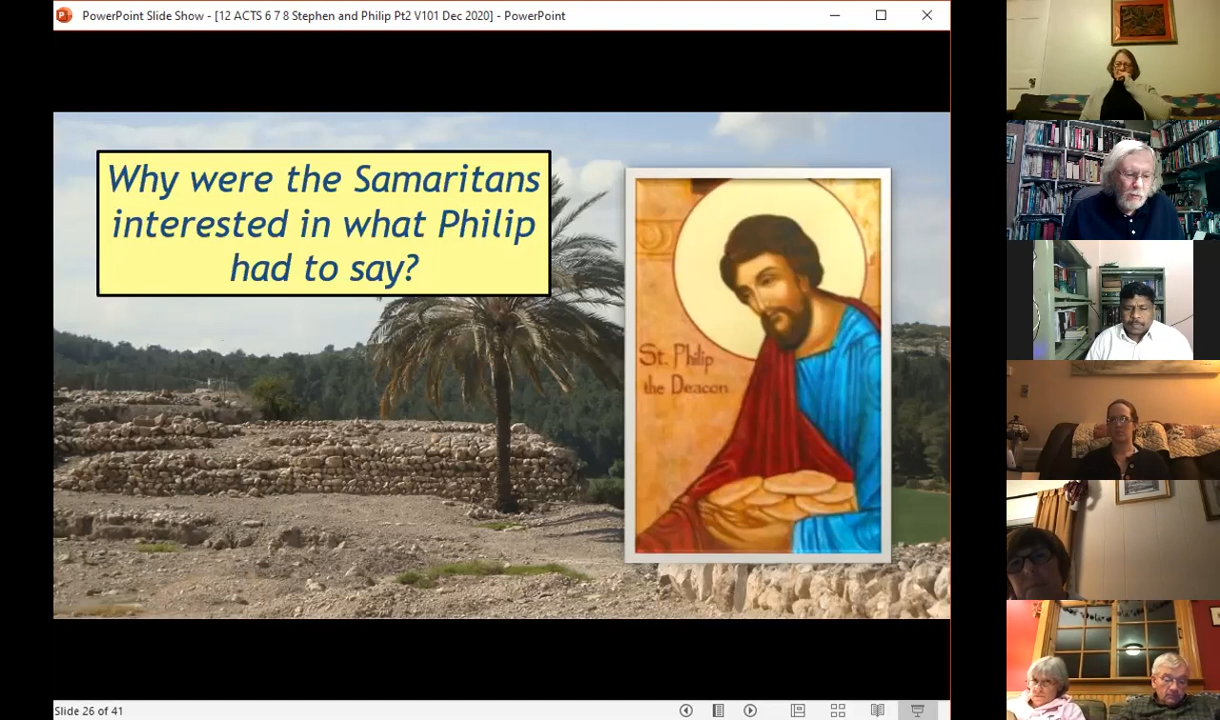 PowerPoint Slide Show - [12 ACTS 6 7 8 Stephen and Philip Pt2 V101 Dec 2020] - PowerPoint
Why were the Samaritans
interested in what Philip
had to say?
St. Philip
the Deacon
Slide 26 of 41